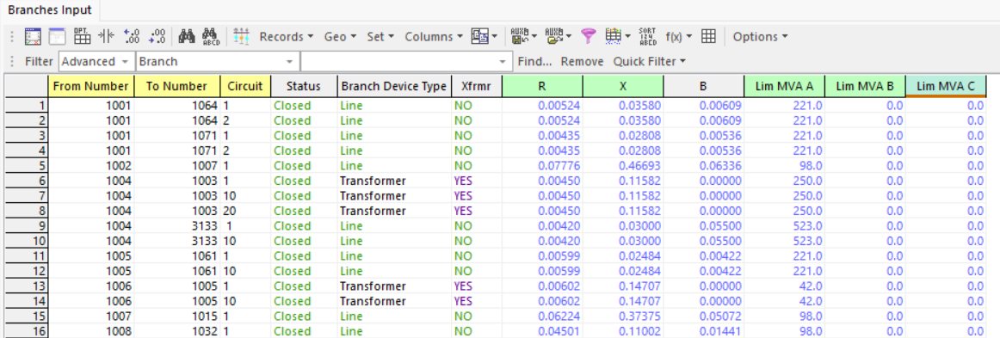 Branches Input
Records Geo Set Columns AUXB AUXB SORT 124 ABCD f(x) Options
Filter Advanced Branch Find... Remove Quick Filter
From Number To Number Circuit Status Branch Device Type Xfrmr R X B Lim MVA A Lim MVA B Lim MVA C
1 1001 1064 1 Closed Line NO 0.00524 0.03580 0.00609 221.0 0.0 0.0
2 1001 1064 2 Closed Line NO 0.00524 0.03580 0.00609 221.0 0.0 0.0
3 1001 1071 1 Closed Line NO 0.00435 0.02808 0.00536 221.0 0.0 0.0
4 1001 1071 2 Closed Line NO 0.00435 0.02808 0.00536 221.0 0.0 0.0
5 1002 1007 1 Closed Line NO 0.07776 0.46693 0.06336 98.0 0.0 0.0
6 1004 1003 1 Closed Transformer YES 0.00450 0.11582 0.00000 250.0 0.0 0.0
7 1004 1003 10 Closed Transformer YES 0.00450 0.11582 0.00000 250.0 0.0 0.0
8 1004 1003 20 Closed Transformer YES 0.00450 0.11582 0.00000 250.0 0.0 0.0
9 1004 3133 1 Closed Line NO 0.00420 0.03000 0.05500 523.0 0.0 0.0
10 1004 3133 10 Closed Line NO 0.00420 0.03000 0.05500 523.0 0.0 0.0
11 1005 1061 1 Closed Line NO 0.00599 0.02484 0.00422 221.0 0.0 0.0
12 1005 1061 10 Closed Line NO 0.00599 0.02484 0.00422 221.0 0.0 0.0
13 1006 1005 1 Closed Transformer YES 0.00602 0.14707 0.00000 42.0 0.0 0.0
14 1006 1005 10 Closed Transformer YES 0.00602 0.14707 0.00000 42.0 0.0 0.0
15 1007 1015 1 Closed Line NO 0.06224 0.37375 0.05072 98.0 0.0 0.0
16 1008 1032 1 Closed Line NO 0.04501 0.11002 0.01441 98.0 0.0 0.0